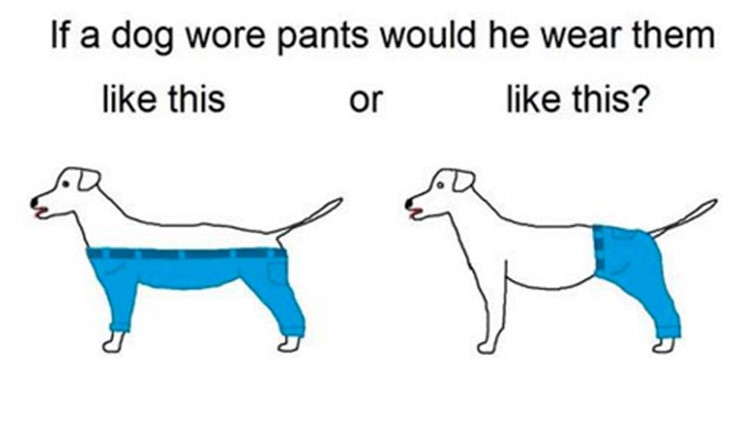 If a dog wore pants would he wear them
like this or like this?